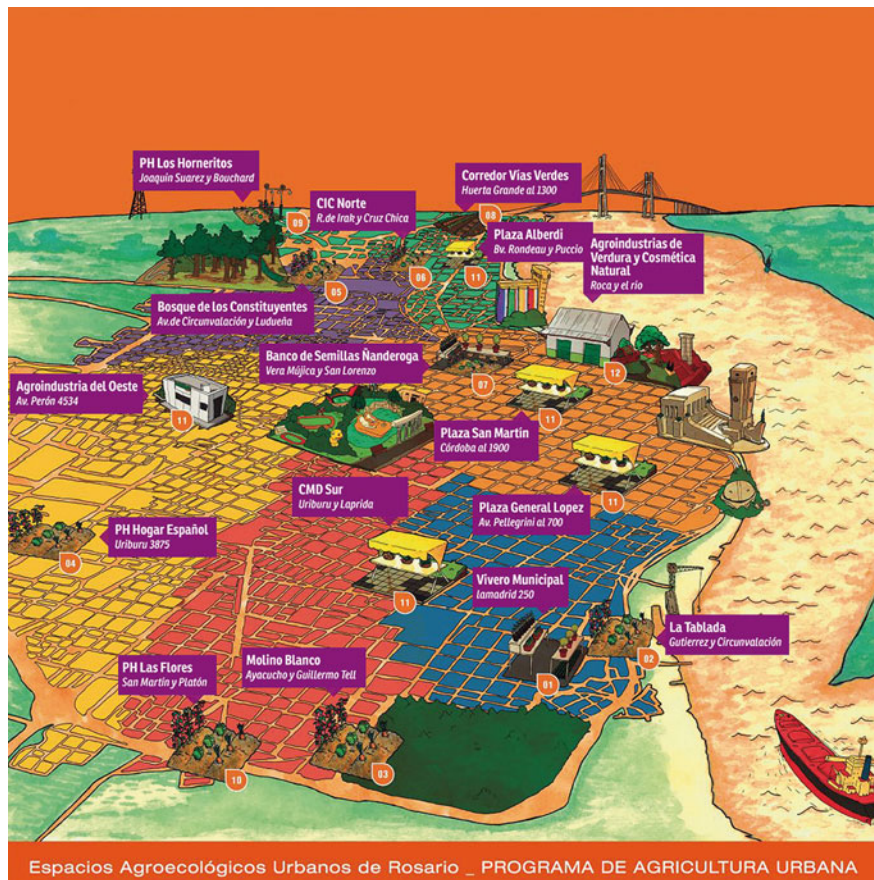 PH Los Horneritos
Joaquín Suarez y Bouchard
09
CIC Norte
R.de Irak y Cruz Chica
06
Corredor Vías Verdes
Huerta Grande al 1300
08
Plaza Alberdi
Bv. Rondeau y Puccio
11
Agroindustrias de
Verdura y Cosmética
Natural
Roca y el río
12
Bosque de los Constituyentes
Av.de Circunvalación y Ludueña
05
Banco de Semillas Ñanderoga
Vera Mújica y San Lorenzo
07
Agroindustria del Oeste
Av. Perón 4534
11
Plaza San Martín
Córdoba al 1900
11
CMD Sur
Uriburu y Laprida
11
Plaza General Lopez
Av. Pellegrini al 700
11
PH Hogar Español
Uriburu 3875
04
Vivero Municipal
lamadrid 250
01
La Tablada
Gutierrez y Circunvalación
02
PH Las Flores
San Martín y Platón
10
Molino Blanco
Ayacucho y Guillermo Tell
03
Espacios Agroecológicos Urbanos de Rosario _ PROGRAMA DE AGRICULTURA URBANA